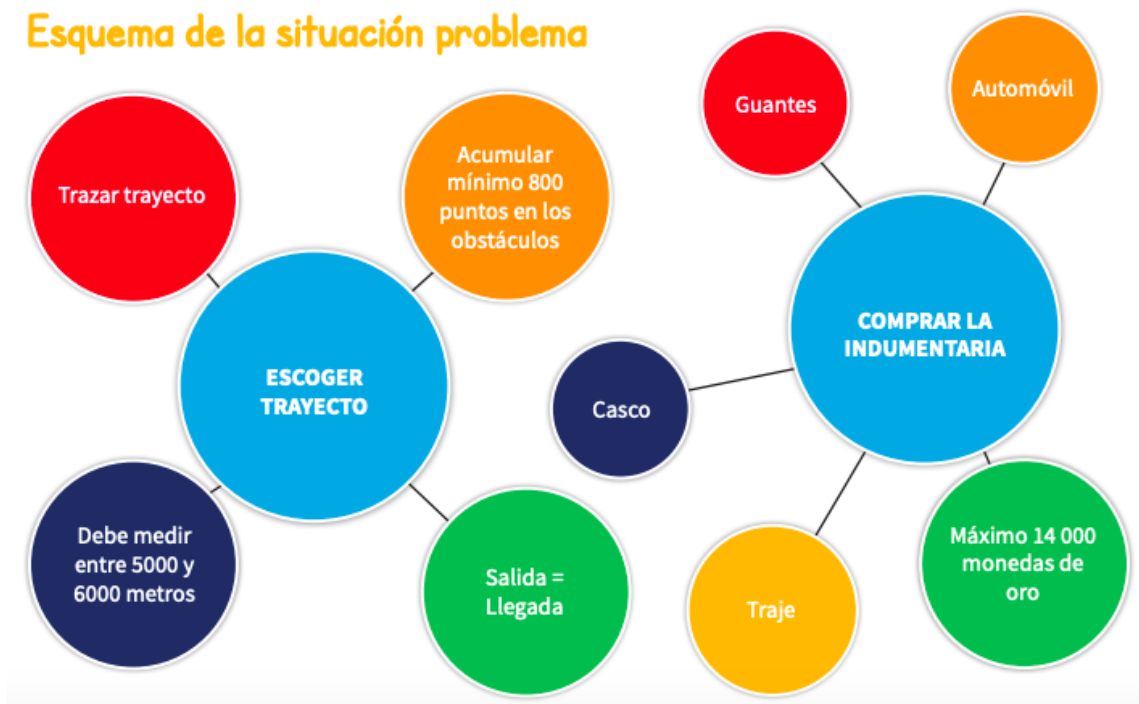 Esquema de la situación problema
Trazar trayecto
Acumular
mínimo 800
puntos en los
obstáculos
ESCOGER
TRAYECTO
Debe medir
entre 5000 y
6000 metros
Salida =
Llegada
Guantes
Automóvil
COMPRAR LA
INDUMENTARIA
Casco
Traje
Máximo 14 000
monedas de
oro